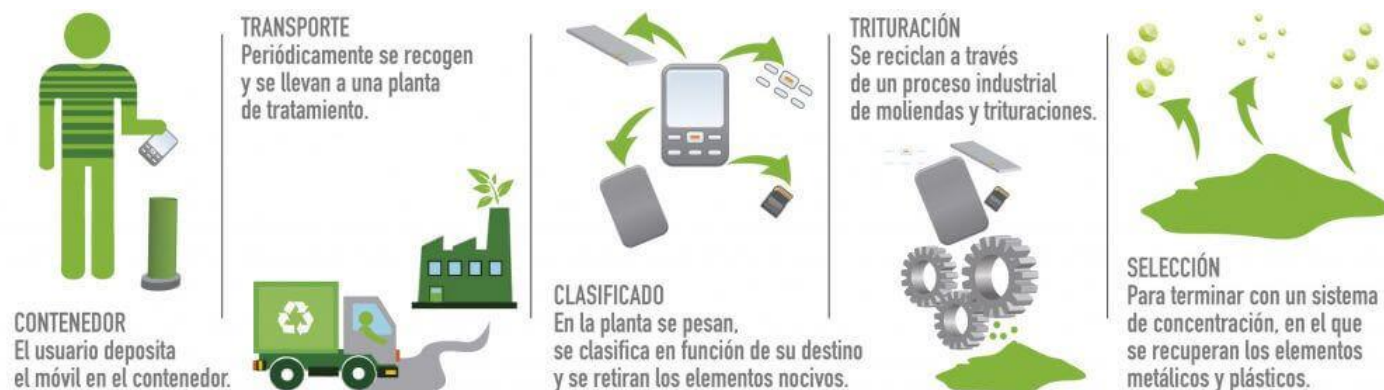 CONTENEDOR
El usuario deposita
el móvil en el contenedor.
TRANSPORTE
Periódicamente se recogen
y se llevan a una planta
de tratamiento.
CLASIFICADO
En la planta se pesan,
se clasifica en función de su destino
y se retiran los elementos nocivos.
TRITURACIÓN
Se reciclan a través
de un proceso industrial
de moliendas y trituraciones.
SELECCIÓN
Para terminar con un sistema
de concentración, en el que
se recuperan los elementos
metálicos y plásticos.